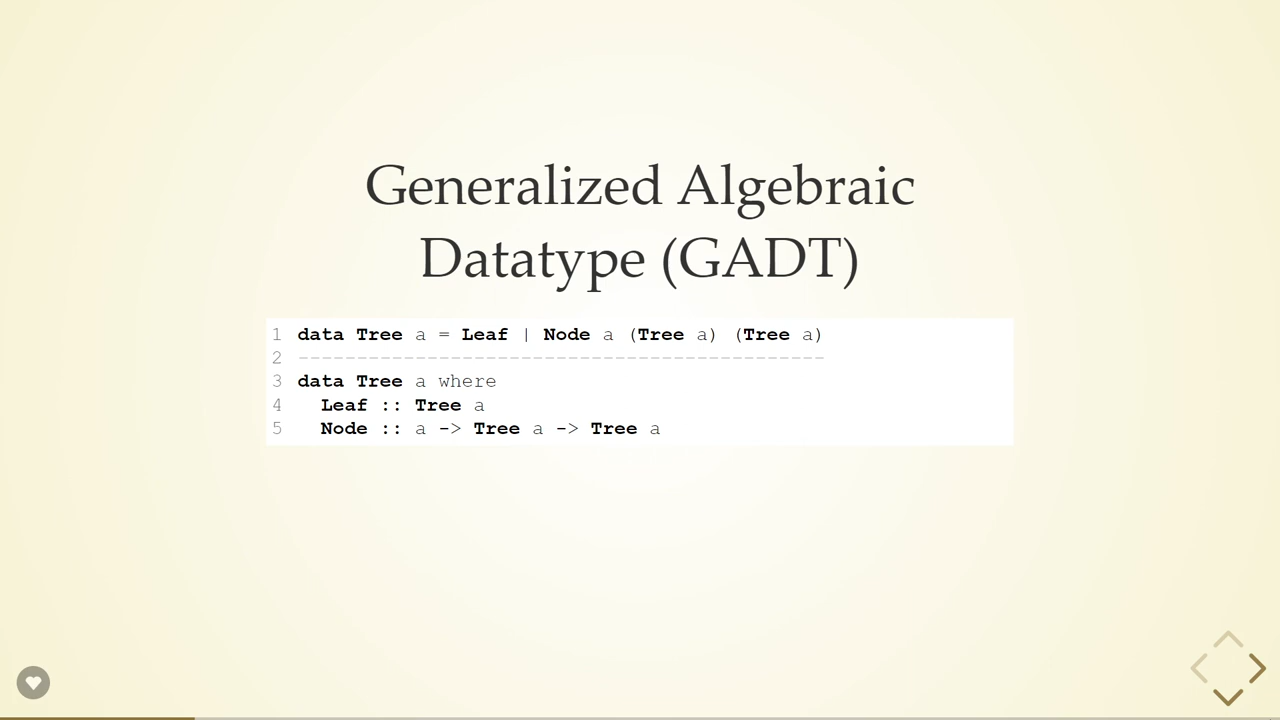 Generalized Algebraic
Datatype (GADT)
1 data Tree a = Leaf | Node a (Tree a) (Tree a)
2 ---------------------------------------------
3 data Tree a where
4   Leaf :: Tree a
5   Node :: a -> Tree a -> Tree a